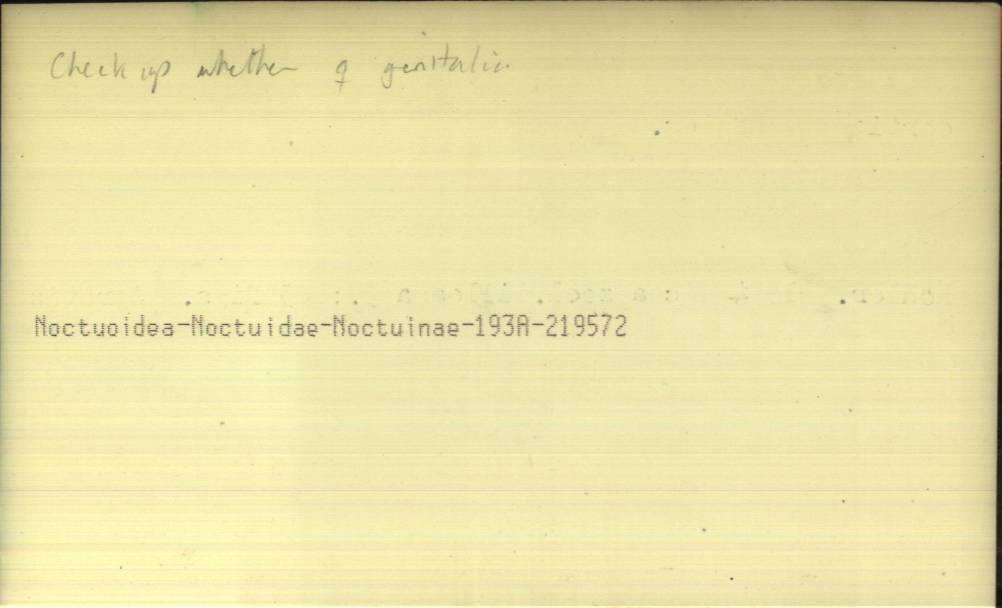 Check up whether ♀ genitalia
Noctuoidea-Noctuidae-Noctuinae-193A-219572